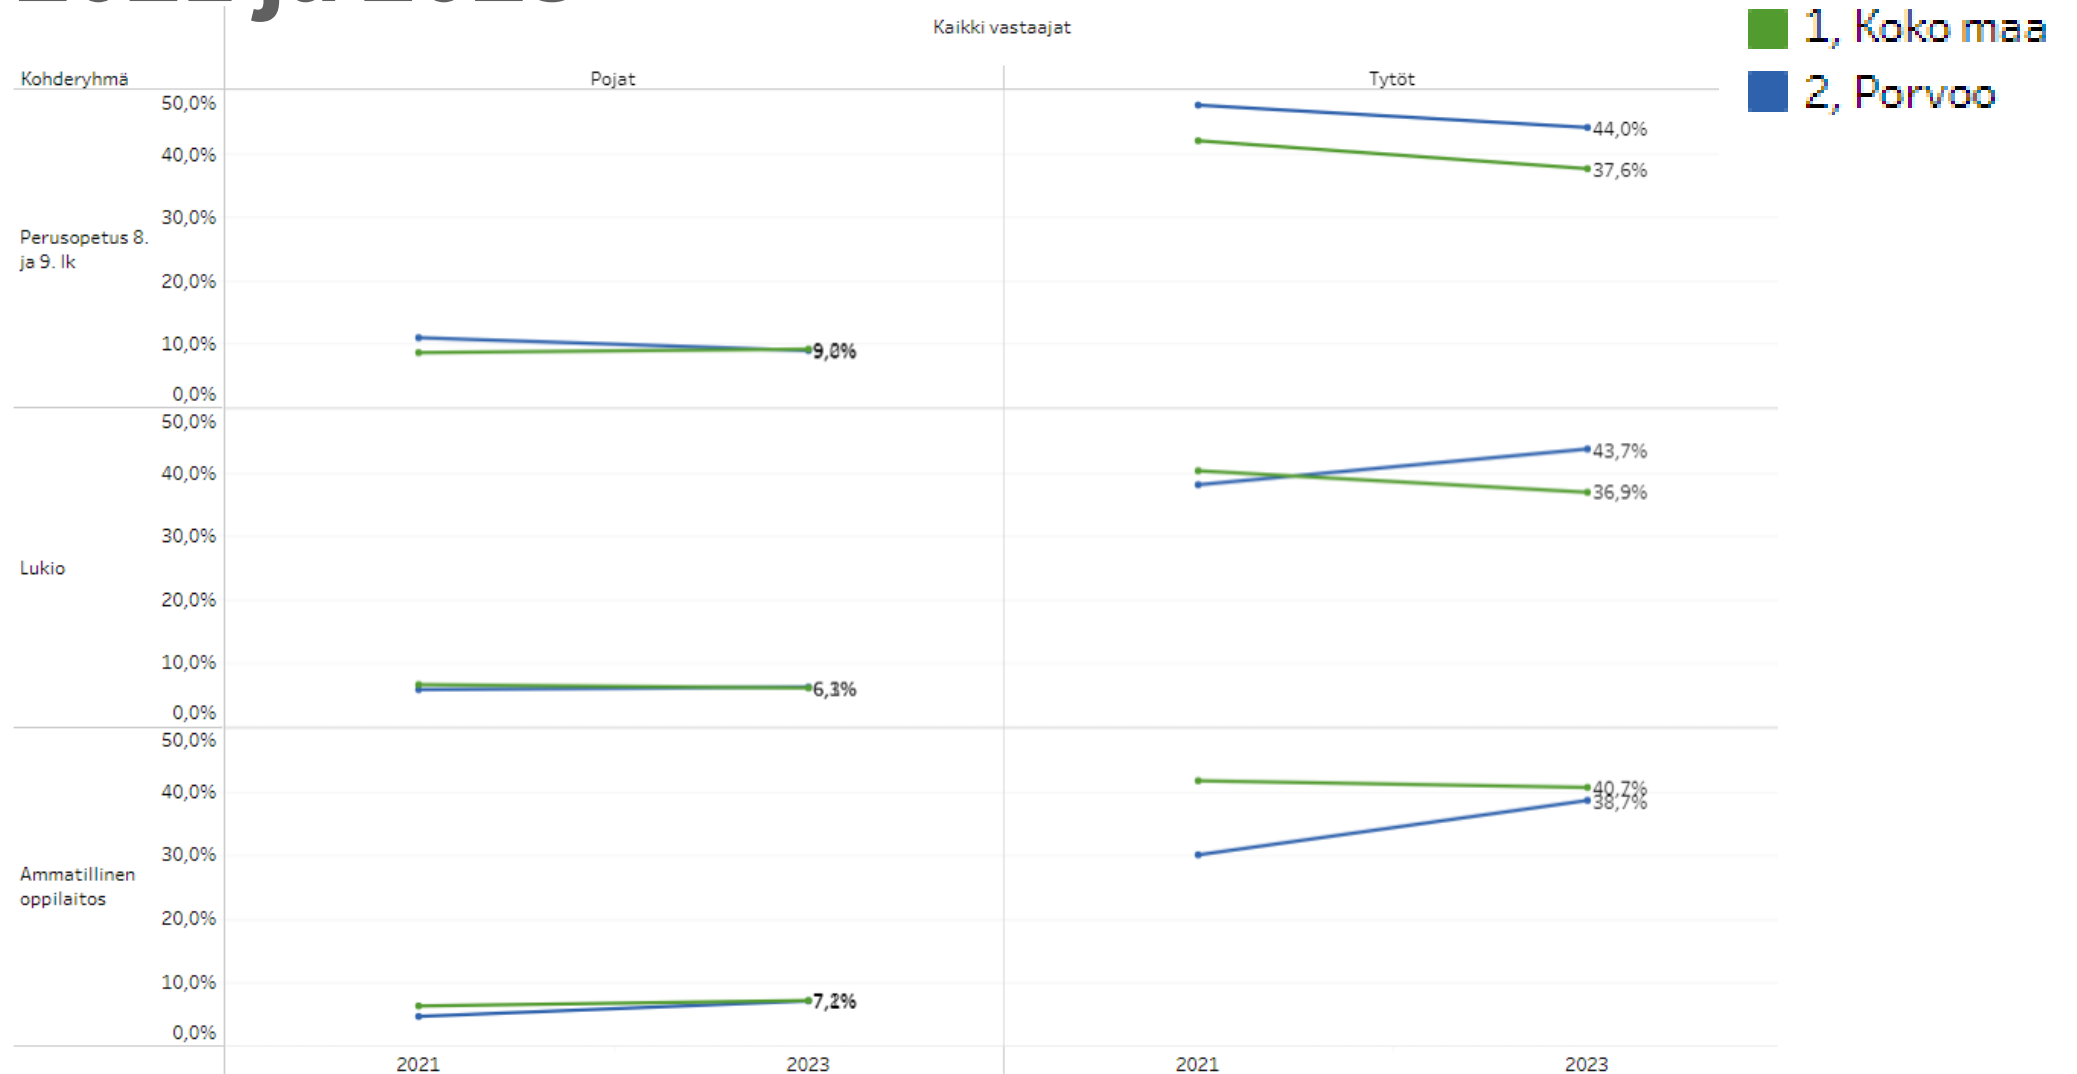 Kaikki vastaajat
1, Koko maa
2, Porvoo
Kohderyhmä
Pojat
Tytöt
Perusopetus 8.
ja 9. lk
50,0%
40,0%
30,0%
20,0%
10,0%
0,0%
44,0%
37,6%
Lukio
50,0%
40,0%
30,0%
20,0%
10,0%
0,0%
43,7%
36,9%
Ammatillinen
oppilaitos
50,0%
40,0%
30,0%
20,0%
10,0%
0,0%
40,7%
38,7%
2021
2023
2021
2023